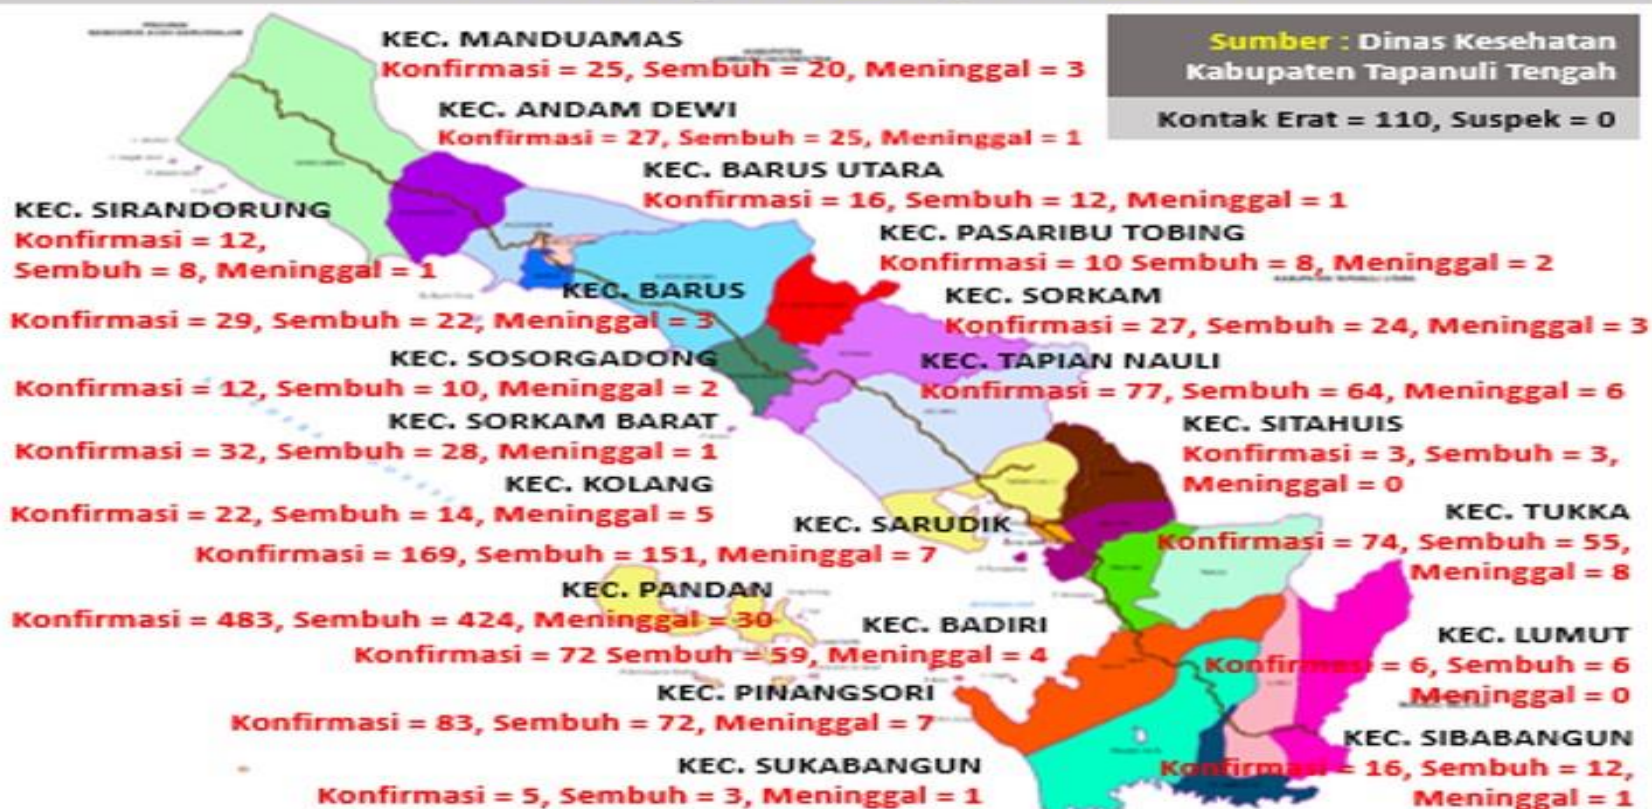 Sumber : Dinas Kesehatan
Kabupaten Tapanuli Tengah
Kontak Erat = 110, Suspek = 0
KEC. MANDUAMAS
Konfirmasi = 25, Sembuh = 20, Meninggal = 3
KEC. ANDAM DEWI
Konfirmasi = 27, Sembuh = 25, Meninggal = 1
KEC. BARUS UTARA
Konfirmasi = 16, Sembuh = 12, Meninggal = 1
KEC. SIRANDORUNG
Konfirmasi = 12,
Sembuh = 8, Meninggal = 1
KEC. PASARIBU TOBING
Konfirmasi = 10 Sembuh = 8, Meninggal = 2
KEC. BARUS
Konfirmasi = 29, Sembuh = 22, Meninggal = 3
KEC. SORKAM
Konfirmasi = 27, Sembuh = 24, Meninggal = 3
KEC. SOSORGADONG
Konfirmasi = 12, Sembuh = 10, Meninggal = 2
KEC. TAPIAN NAULI
Konfirmasi = 77, Sembuh = 64, Meninggal = 6
KEC. SORKAM BARAT
Konfirmasi = 32, Sembuh = 28, Meninggal = 1
KEC. SITAHUIS
Konfirmasi = 3, Sembuh = 3,
Meninggal = 0
KEC. KOLANG
Konfirmasi = 22, Sembuh = 14, Meninggal = 5
KEC. SARUDIK
Konfirmasi = 169, Sembuh = 151, Meninggal = 7
KEC. TUKKA
Konfirmasi = 74, Sembuh = 55,
Meninggal = 8
KEC. PANDAN
Konfirmasi = 483, Sembuh = 424, Meninggal = 30
KEC. BADIRI
Konfirmasi = 72 Sembuh = 59, Meninggal = 4
KEC. LUMUT
Konfirmasi = 6, Sembuh = 6
Meninggal = 0
KEC. PINANGSORI
Konfirmasi = 83, Sembuh = 72, Meninggal = 7
KEC. SIBABANGUN
Konfirmasi = 16, Sembuh = 12,
Meninggal = 1
KEC. SUKABANGUN
Konfirmasi = 5, Sembuh = 3, Meninggal = 1